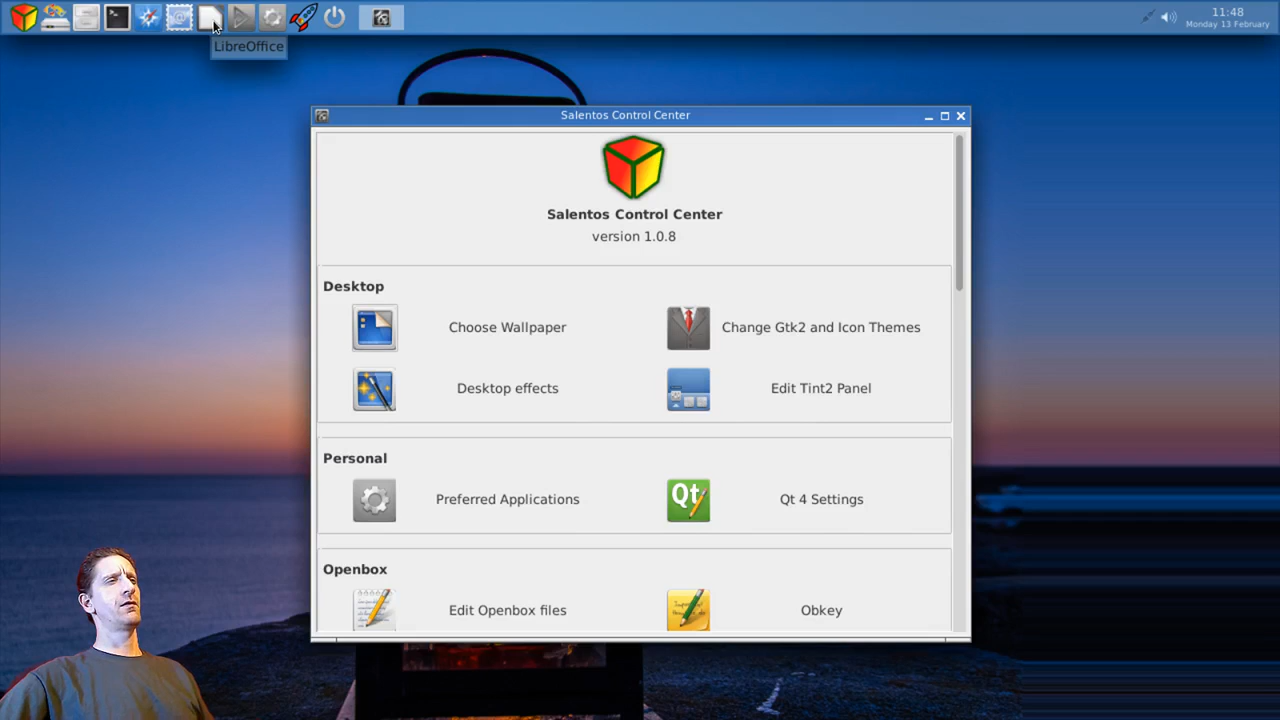 11:48
Monday 13 February
LibreOffice
Salentos Control Center
Salentos Control Center
version 1.0.8
Desktop
Choose Wallpaper
Change Gtk2 and Icon Themes
Desktop effects
Edit Tint2 Panel
Personal
Preferred Applications
Qt
Qt 4 Settings
Openbox
Edit Openbox files
Obkey